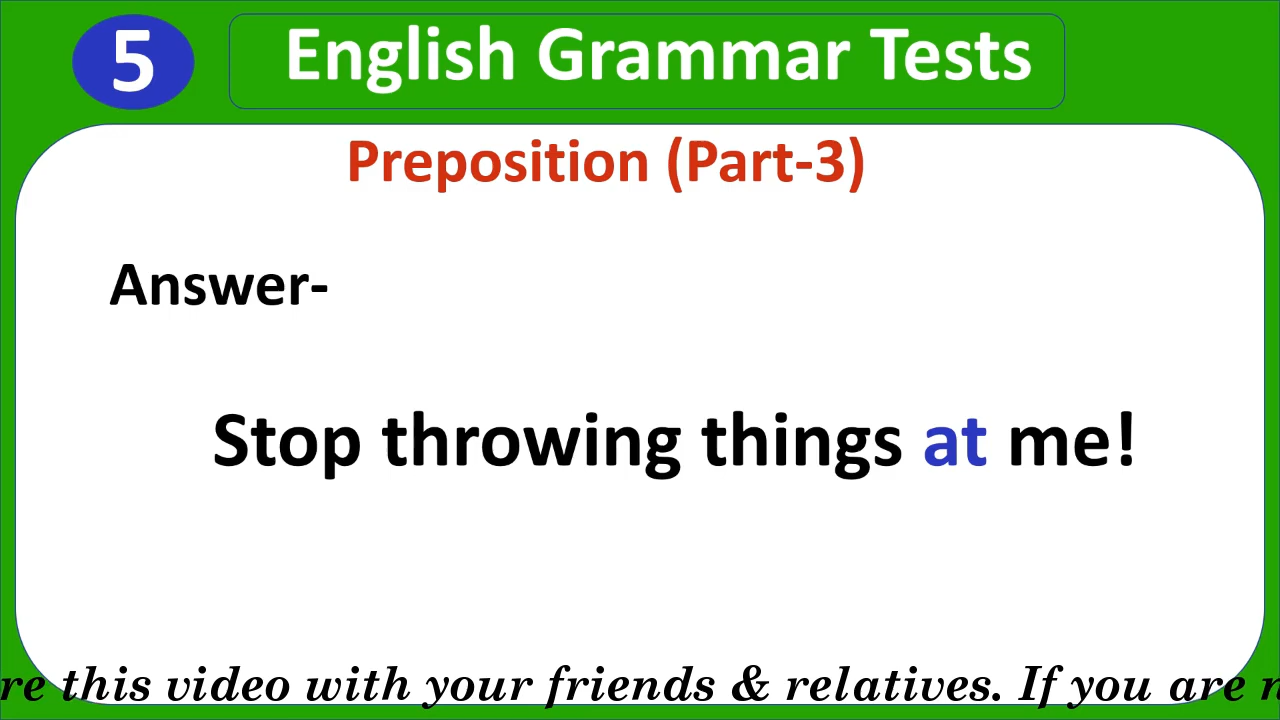 5
English Grammar Tests
Preposition (Part-3)
Answer-
Stop throwing things at me!
this video with your friends & relatives. If you are